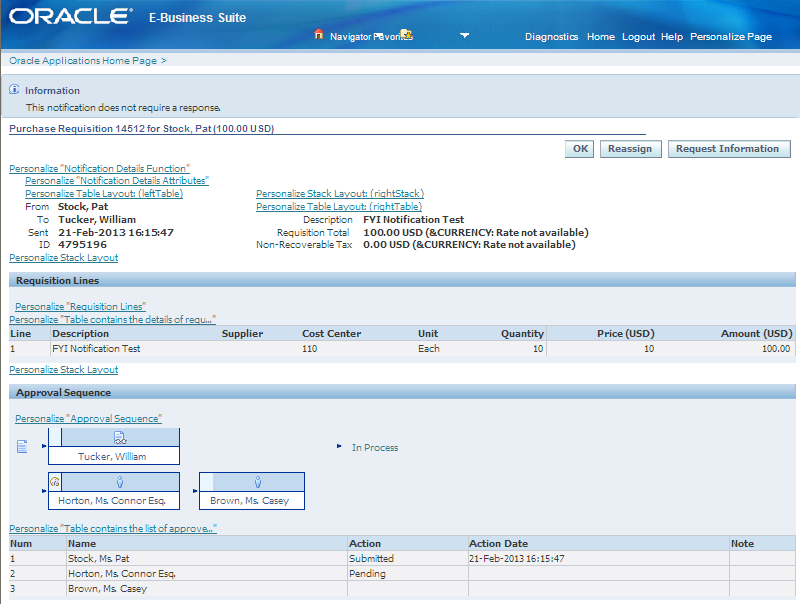 ORACLE® E-Business Suite
Navigator Favorites Diagnostics Home Logout Help Personalize Page
Oracle Applications Home Page >
Information
This notification does not require a response.
Purchase Requisition 14512 for Stock, Pat (100.00 USD)
OK Reassign Request Information
Personalize "Notification Details Function"
Personalize "Notification Details Attributes"
Personalize Table Layout: (leftTable) Personalize Stack Layout: (rightStack)
From Stock, Pat Personalize Table Layout: (rightTable)
To Tucker, William Description FYI Notification Test
Sent 21-Feb-2013 16:15:47 Requisition Total 100.00 USD (&CURRENCY: Rate not available)
ID 4795196 Non-Recoverable Tax 0.00 USD (&CURRENCY: Rate not available)
Personalize Stack Layout
Requisition Lines
Personalize "Requisition Lines"
Personalize "Table contains the details of requ..."
Line Description Supplier Cost Center Unit Quantity Price (USD) Amount (USD)
1 FYI Notification Test 110 Each 10 10 100.00
Personalize Stack Layout
Approval Sequence
Personalize "Approval Sequence"
Tucker, William In Process
Horton, Ms. Connor Esq. Brown, Ms. Casey
Personalize "Table contains the list of approve..."
Num Name Action Action Date Note
1 Stock, Ms. Pat Submitted 21-Feb-2013 16:15:47
2 Horton, Ms. Connor Esq. Pending
3 Brown, Ms. Casey